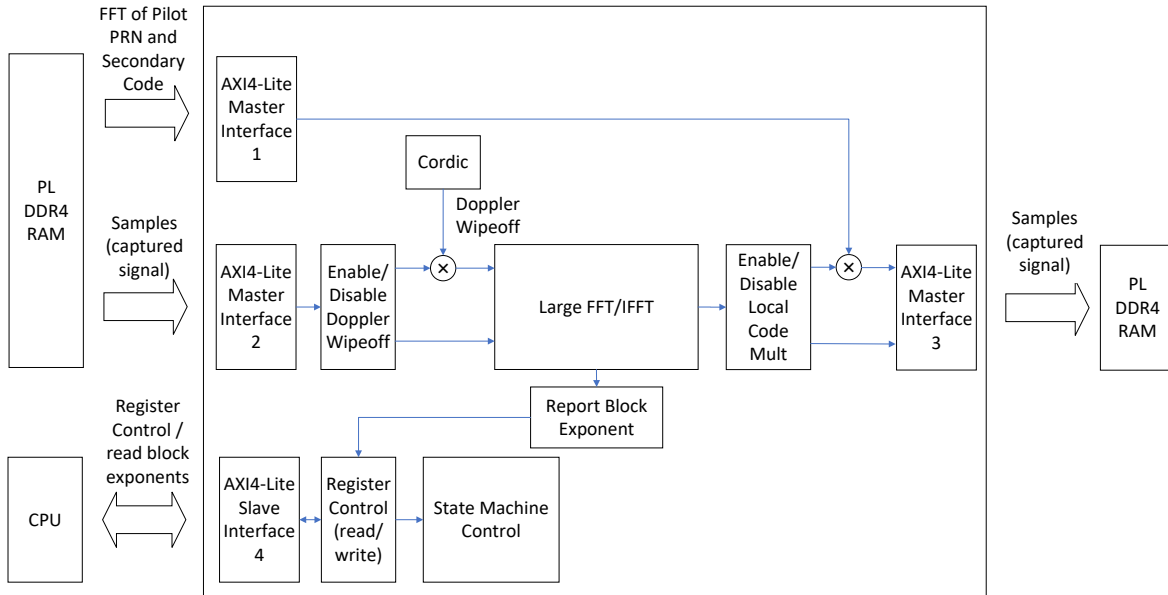 FFT of Pilot
PRN and
Secondary
Code
PL
DDR4
RAM
AXI4-Lite
Master
Interface
1
Cordic
Doppler
Wipeoff
Samples
(captured
signal)
AXI4-Lite
Master
Interface
2
Enable/
Disable
Doppler
Wipeoff
×
Large FFT/IFFT
Enable/
Disable
Local
Code
Mult
×
AXI4-Lite
Master
Interface
3
Samples
(captured
signal)
PL
DDR4
RAM
Report Block
Exponent
Register
Control /
read block
exponents
CPU
AXI4-Lite
Slave
Interface
4
Register
Control
(read/
write)
State Machine
Control